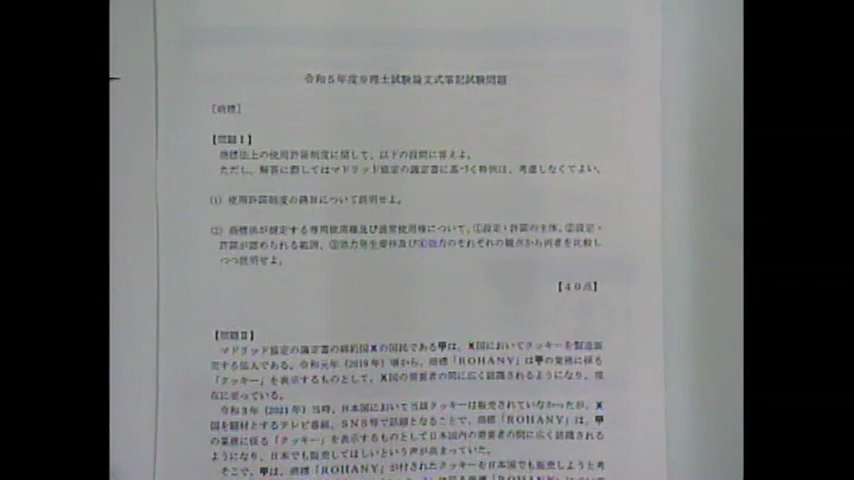 令和5年度弁理士試験論文式筆記試験問題
[商標]
【問題Ⅰ】
商標法上の使用許諾制度に関して、以下の設問に答えよ。
ただし、解答に際してはマドリッド協定の議定書に基づく特例は、考慮しなくてよい。
(1) 使用許諾制度の趣旨について説明せよ。
(2) 商標法が規定する専用使用権及び通常使用権について、①設定・許諾の主体、②設定・
許諾が認められる範囲、③効力発生要件及び④効力のそれぞれの観点から両者を比較し
つつ説明せよ。
【40点】
【問題Ⅱ】
マドリッド協定の議定書の締約国X の国民である甲は、X国においてクッキーを製造販
売する法人である。令和元年(2019年)頃から、商標「ROHANY」は甲の業務に係る
「クッキー」を表示するものとして、X国の需要者の間に広く認識されるようになり、現
在に至っている。
令和3年(2021年)当時、日本国において当該クッキーは販売されていなかったが、X
国を題材とするテレビ番組、SNS等で話題となることで、商標「ROHANY」は、甲
の業務に係る「クッキー」を表示するものとして日本国内の需要者の間に広く認識される
ようになり、日本でも販売してほしいという声が高まっていた。
そこで、甲は、商標「ROHANY」が付されたクッキーを日本国でも販売しようと考